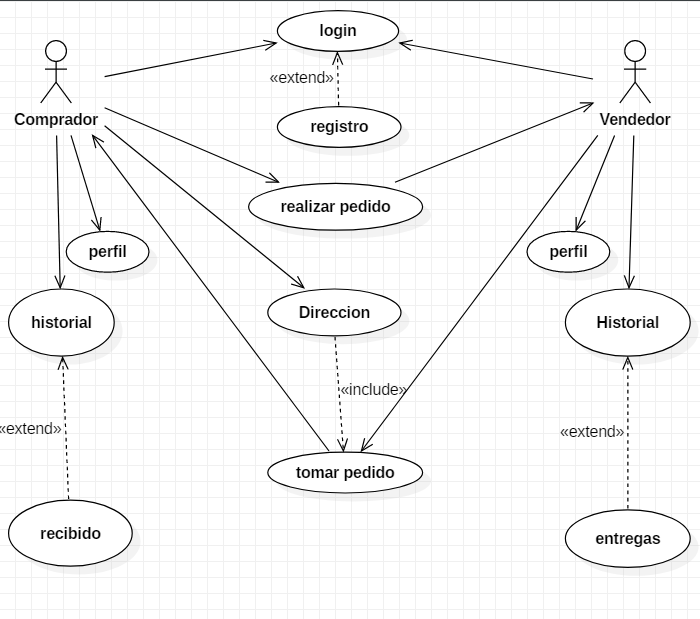 login
«extend»
Comprador
Vendedor
registro
realizar pedido
perfil
perfil
historial
Direccion
Historial
«include»
«extend»
«extend»
tomar pedido
recibido
entregas